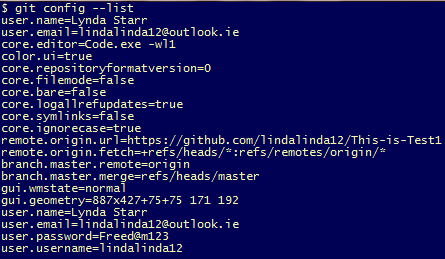 $ git config --list
user.name=Lynda Starr
user.email=lindalinda12@outlook.ie
core.editor=Code.exe -wl1
color.ui=true
core.repositoryformatversion=0
core.filemode=false
core.bare=false
core.logallrefupdates=true
core.symlinks=false
core.ignorecase=true
remote.origin.url=https://github.com/lindalinda12/This-is-Test1
remote.origin.fetch=+refs/heads/*:refs/remotes/origin/*
branch.master.remote=origin
branch.master.merge=refs/heads/master
gui.wmstate=normal
gui.geometry=887x427+75+75 171 192
user.name=Lynda Starr
user.email=lindalinda12@outlook.ie
user.password=Freed@m123
user.username=lindalinda12